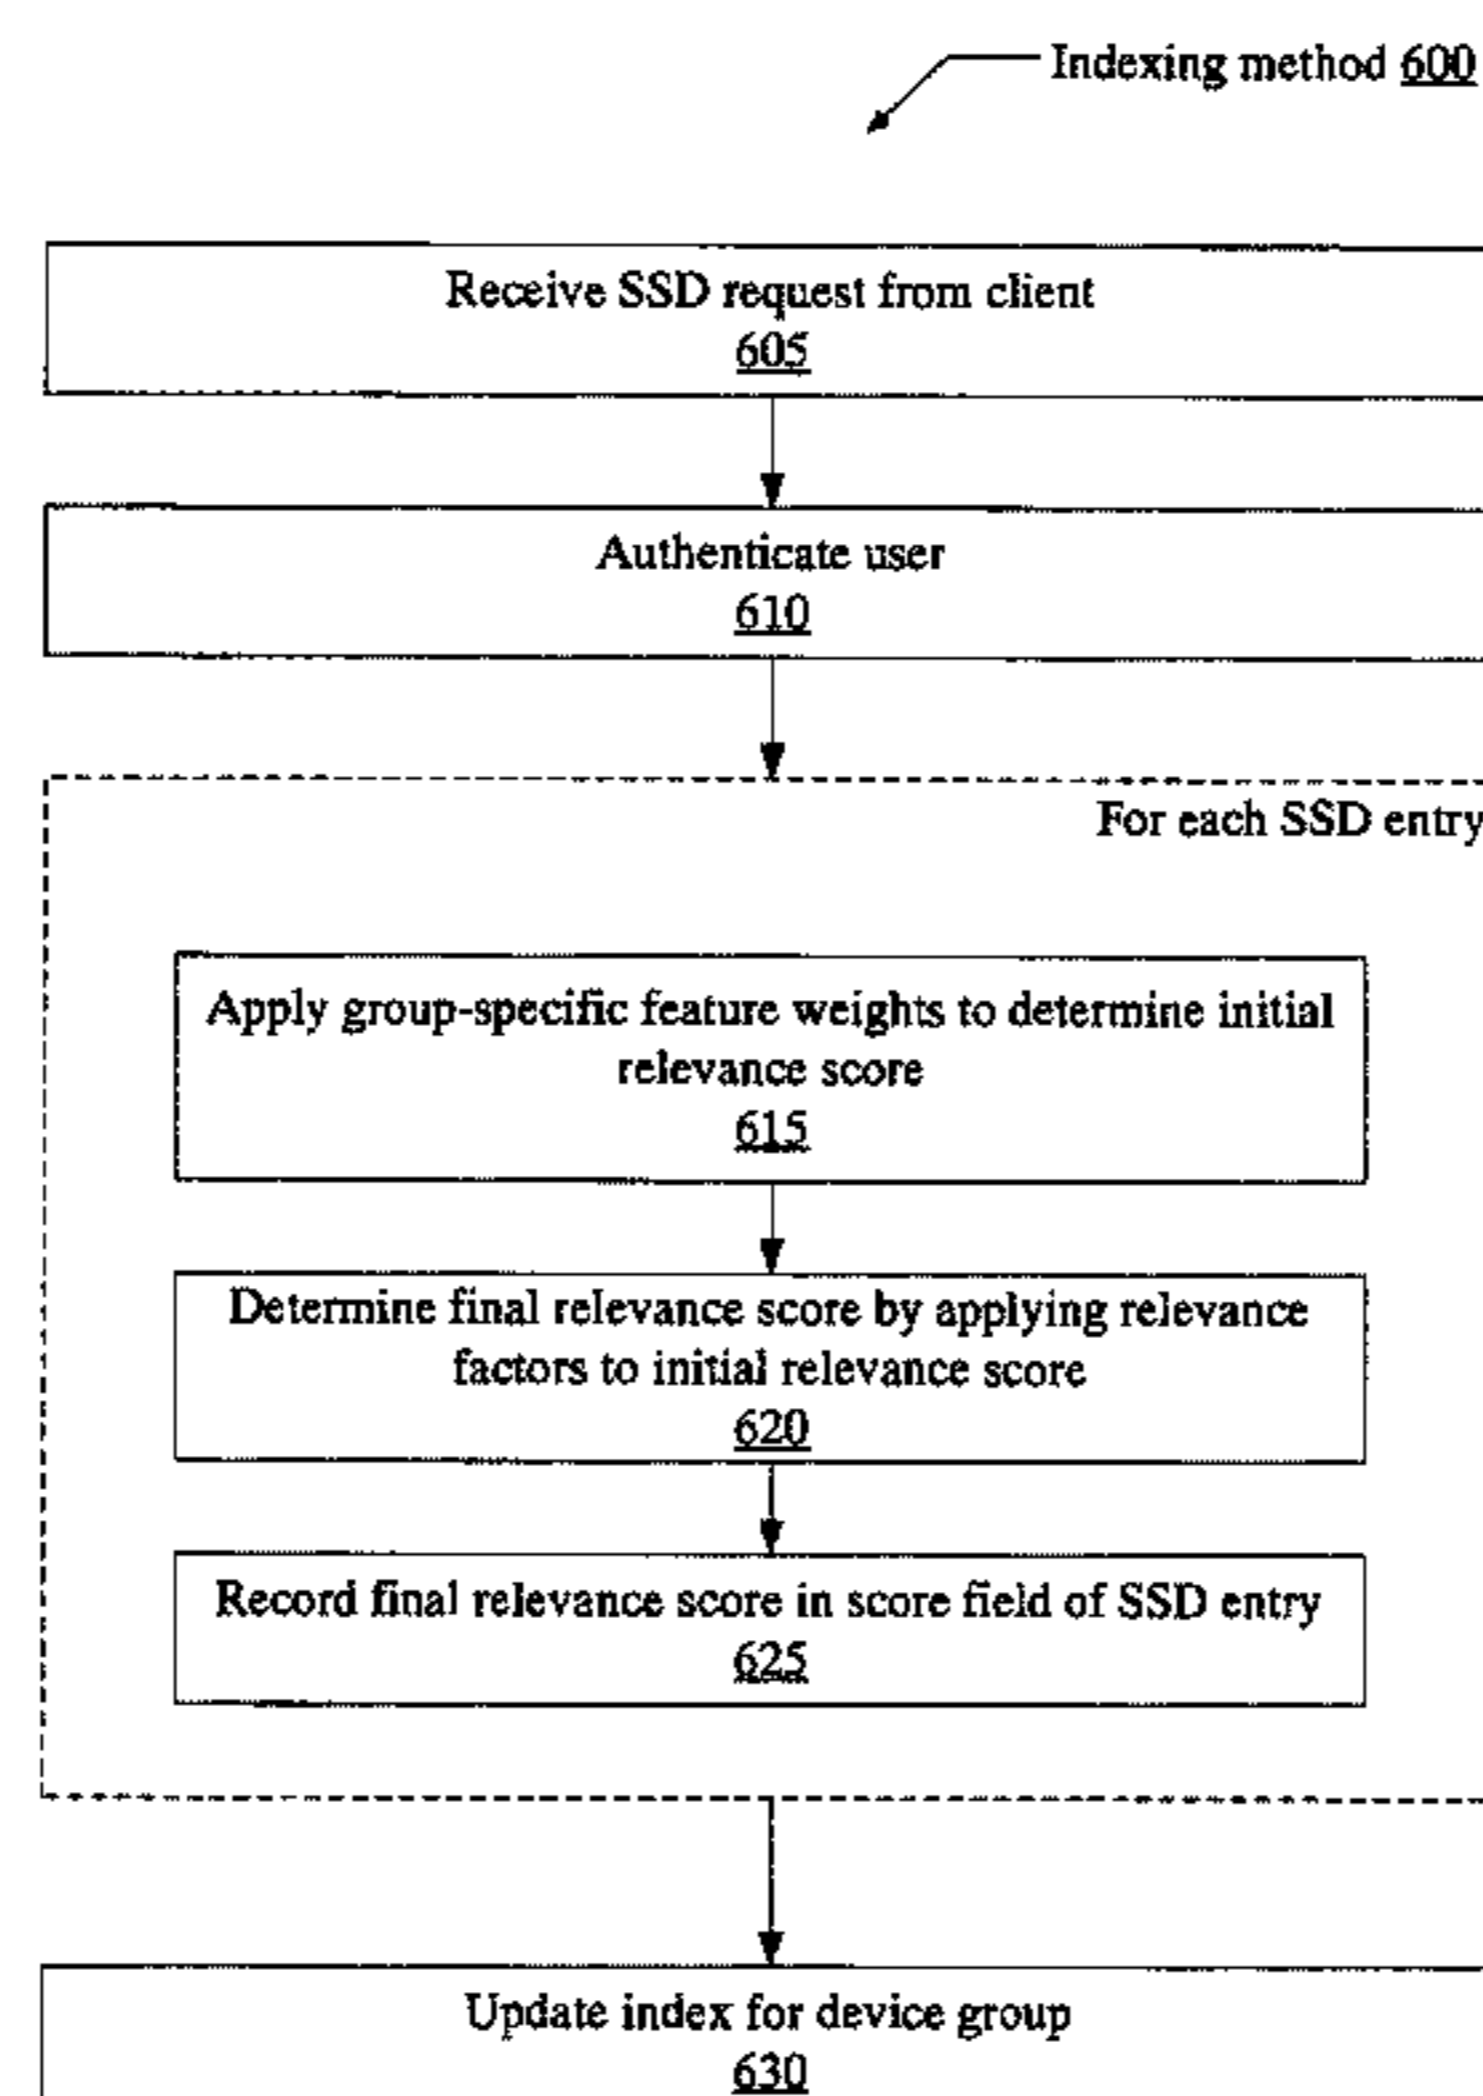 Indexing method 600
Receive SSD request from client
605
Authenticate user
610
For each SSD entry
Apply group-specific feature weights to determine initial
relevance score
615
Determine final relevance score by applying relevance
factors to initial relevance score
620
Record final relevance score in score field of SSD entry
625
Update index for device group
630